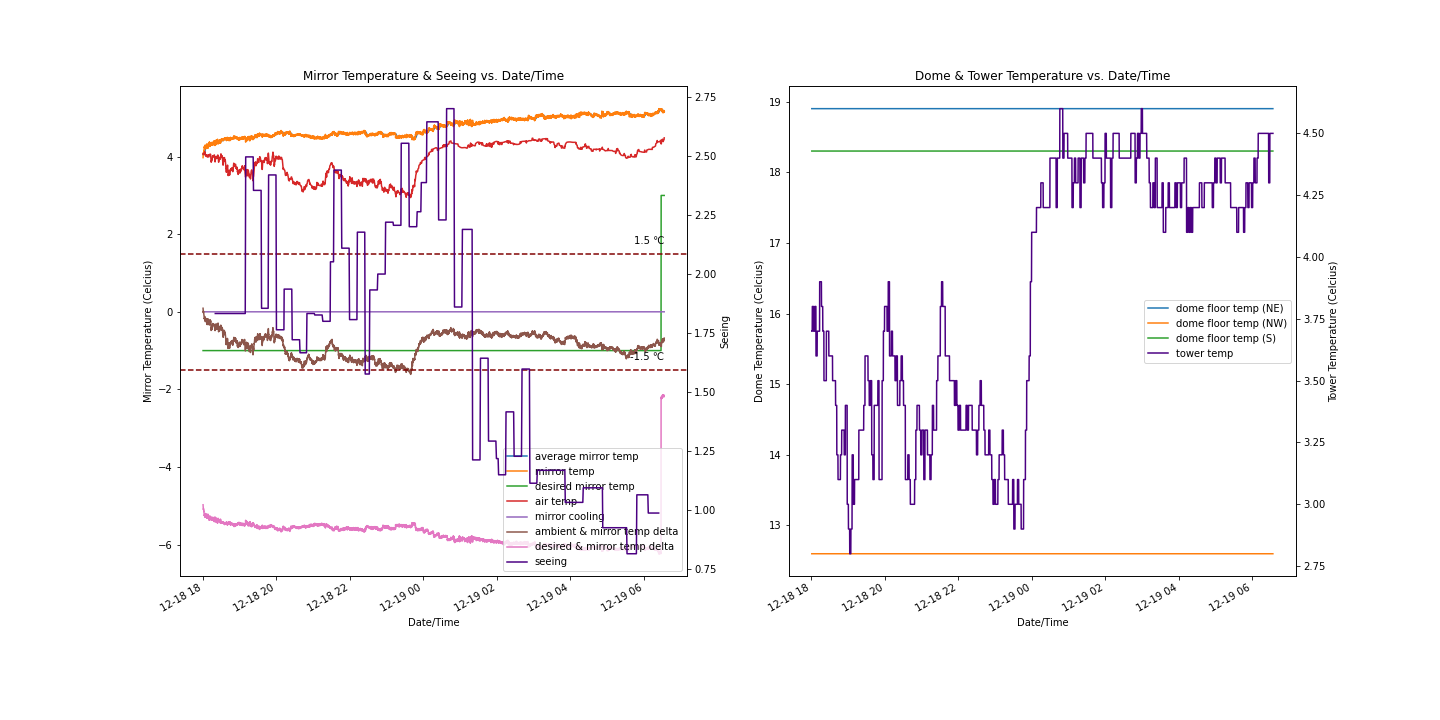 Mirror Temperature & Seeing vs. Date/Time
Mirror Temperature (Celcius)
4
2
0
−2
−4
−6
1.5 °C
-1.5 °C
average mirror temp
mirror temp
desired mirror temp
air temp
mirror cooling
ambient & mirror temp delta
desired & mirror temp delta
seeing
2.75
2.50
2.25
2.00
1.75
1.50
1.25
1.00
0.75
Seeing
12-18 18
12-18 20
12-18 22
12-19 00
12-19 02
12-19 04
12-19 06
Date/Time
Dome & Tower Temperature vs. Date/Time
Dome Temperature (Celcius)
19
18
17
16
15
14
13
dome floor temp (NE)
dome floor temp (NW)
dome floor temp (S)
tower temp
4.50
4.25
4.00
3.75
3.50
3.25
3.00
2.75
Tower Temperature (Celcius)
12-18 18
12-18 20
12-18 22
12-19 00
12-19 02
12-19 04
12-19 06
Date/Time